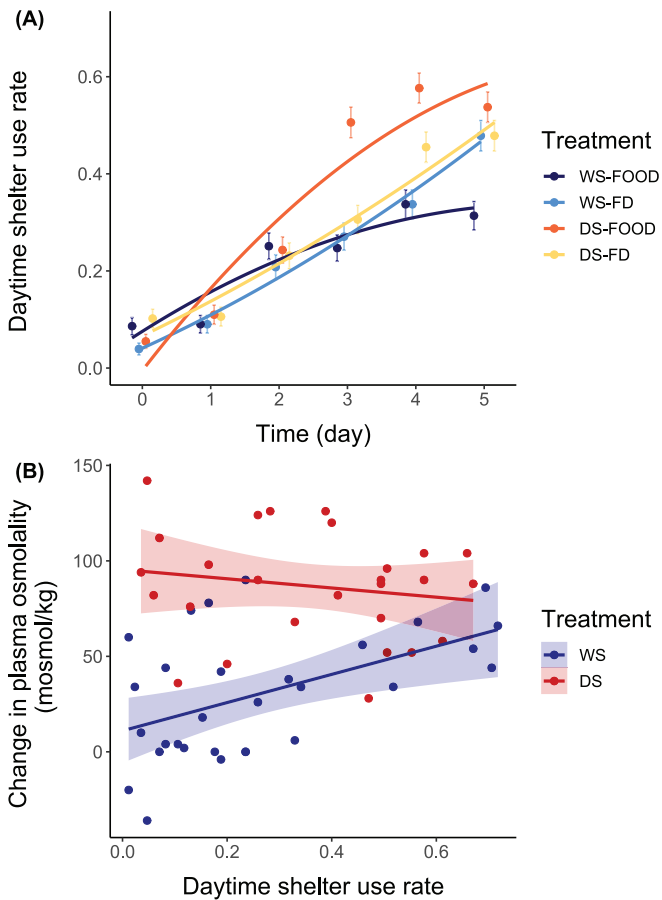 (A)
Daytime shelter use rate
0.6
0.4
0.2
0.0
0 1 2 3 4 5
Time (day)
Treatment
WS-FOOD
WS-FD
DS-FOOD
DS-FD
(B)
Change in plasma osmolality
(mosmol/kg)
150
100
50
0
0.0 0.2 0.4 0.6
Daytime shelter use rate
Treatment
WS
DS